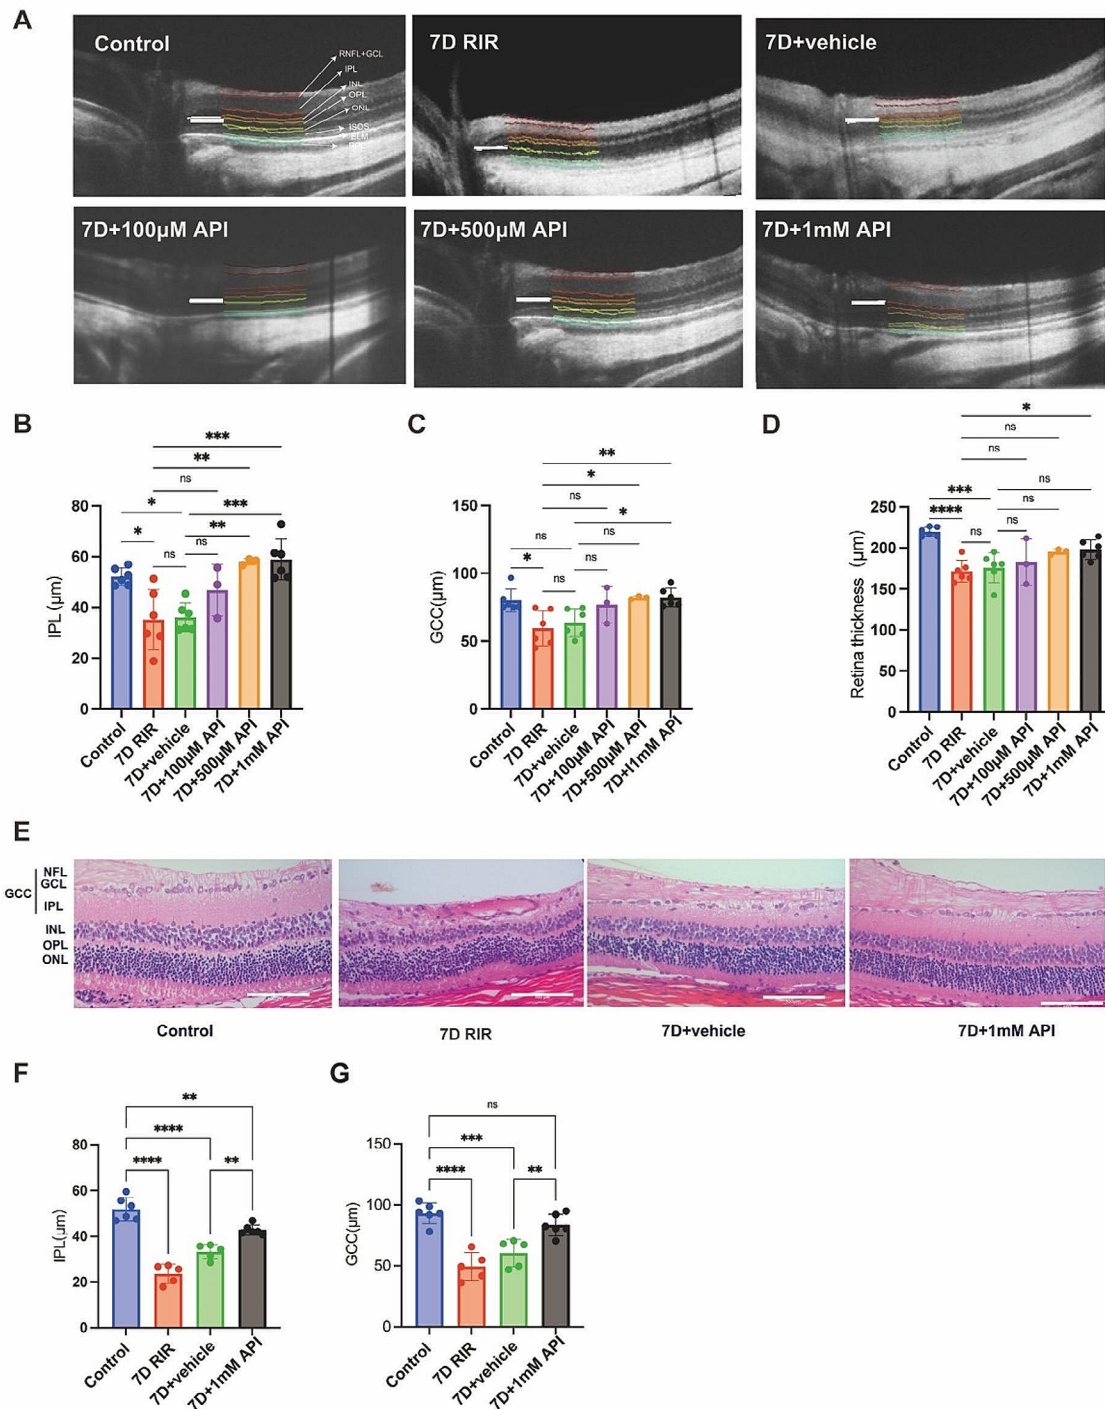 A
Control
RNFL+GCL
IPL
INL
OPL
ONL
ISOS
ELM
7D RIR
7D+vehicle
7D+100μM API
7D+500μM API
7D+1mM API
B
***
**
ns
* ***
* **
ns
ns
80
60
40
20
0
IPL (μm)
Control
7D RIR
7D+vehicle
7D+100μM API
7D+500μM API
7D+1mM API
C
**
*
ns
*
ns
ns
*
ns
ns
150
100
50
0
GCC(μm)
Control
7D RIR
7D+vehicle
7D+100μM API
7D+500μM API
7D+!1mM API
D
*
ns
ns
ns
***
ns
****
ns
ns
250
200
150
100
50
0
Retina thickness (μm)
Control
7D RIR
7D+vehicle
7D+100μM API
7D+500μM API
7D+1mM API
E
NFL
GCL
GCC
IPL
INL
OPL
ONL
Control
7D RIR
7D+vehicle
7D+1mM API
F
**
****
**** **
80
60
40
20
0
IPL(μm)
Control
7D RIR
7D+vehicle
7D+1mM API
G
ns
***
**** **
150
100
50
0
GCC(μm)
Control
7D RIR
7D+vehicle
7D+1mM API